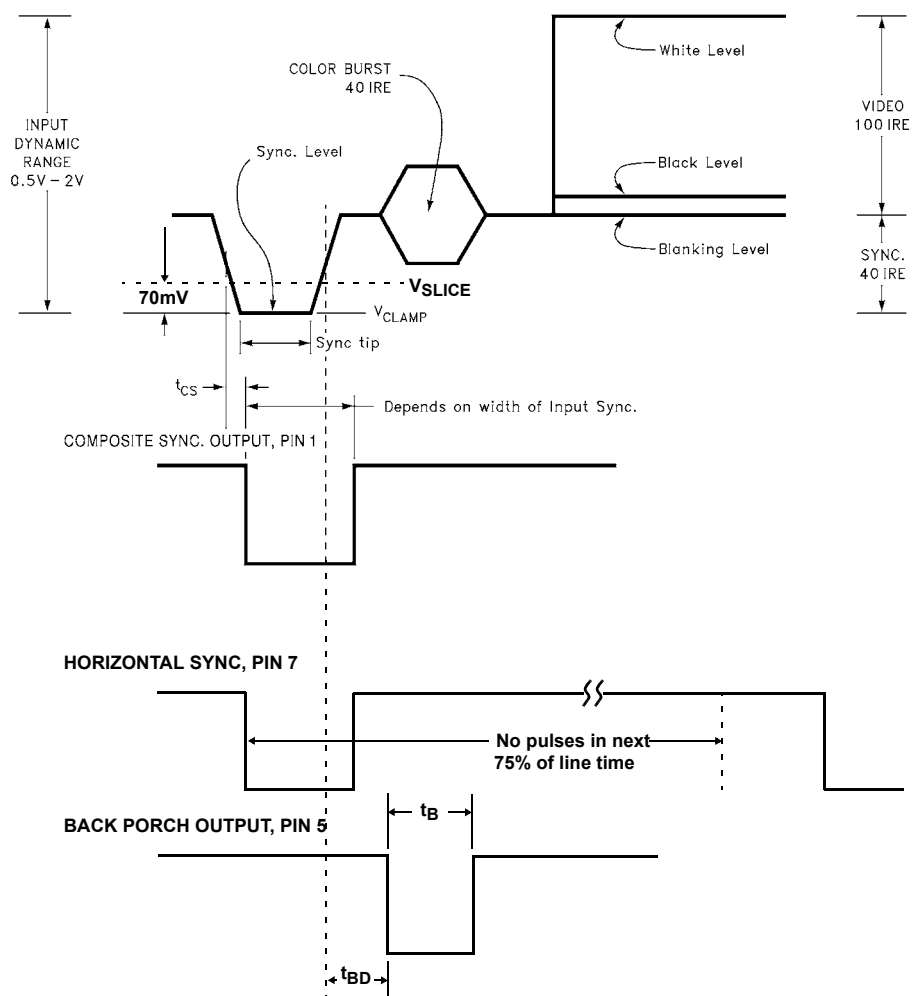 White Level
COLOR BURST
40 IRE
INPUT
DYNAMIC
RANGE
0.5V – 2V
VIDEO
100 IRE
Sync. Level
Black Level
Blanking Level
SYNC.
40 IRE
70mV
VSLICE
VCLAMP
Sync tip
tCS
Depends on width of Input Sync.
COMPOSITE SYNC. OUTPUT, PIN 1
HORIZONTAL SYNC, PIN 7
No pulses in next
75% of line time
tB
BACK PORCH OUTPUT, PIN 5
tBD